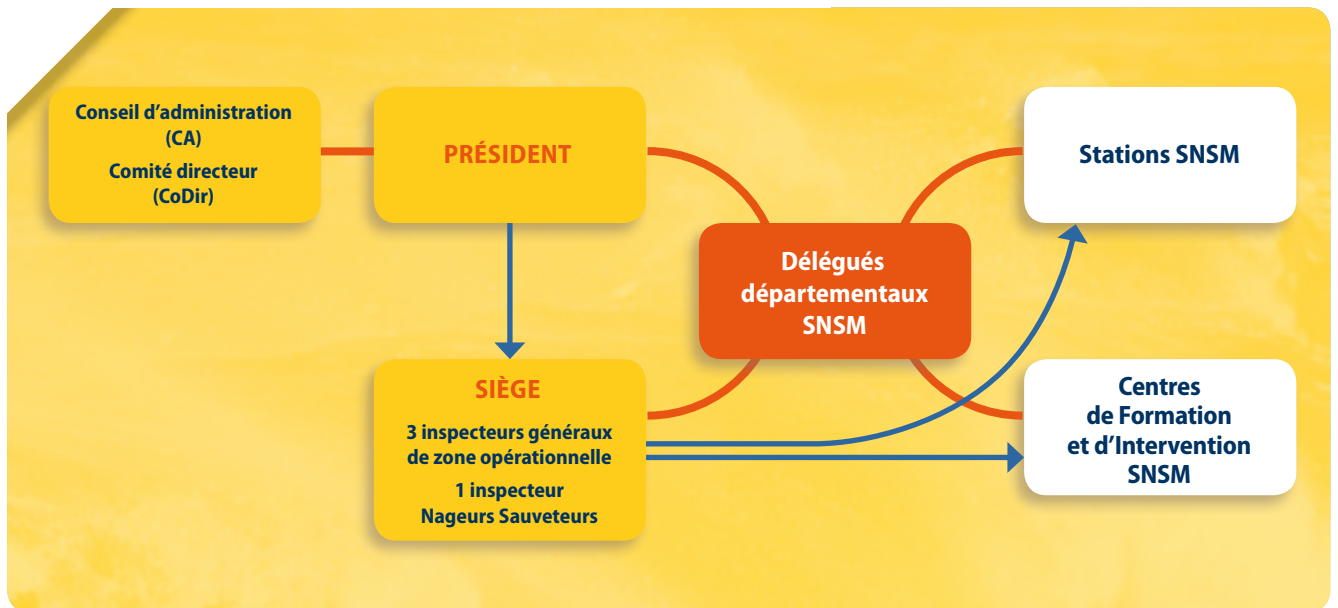 Conseil d’administration
(CA)
Comité directeur
(CoDir)
PRÉSIDENT
Stations SNSM
Délégués
départementaux
SNSM
SIÈGE
3 inspecteurs généraux
de zone opérationnelle
1 inspecteur
Nageurs Sauveteurs
Centres
de Formation
et d’Intervention
SNSM